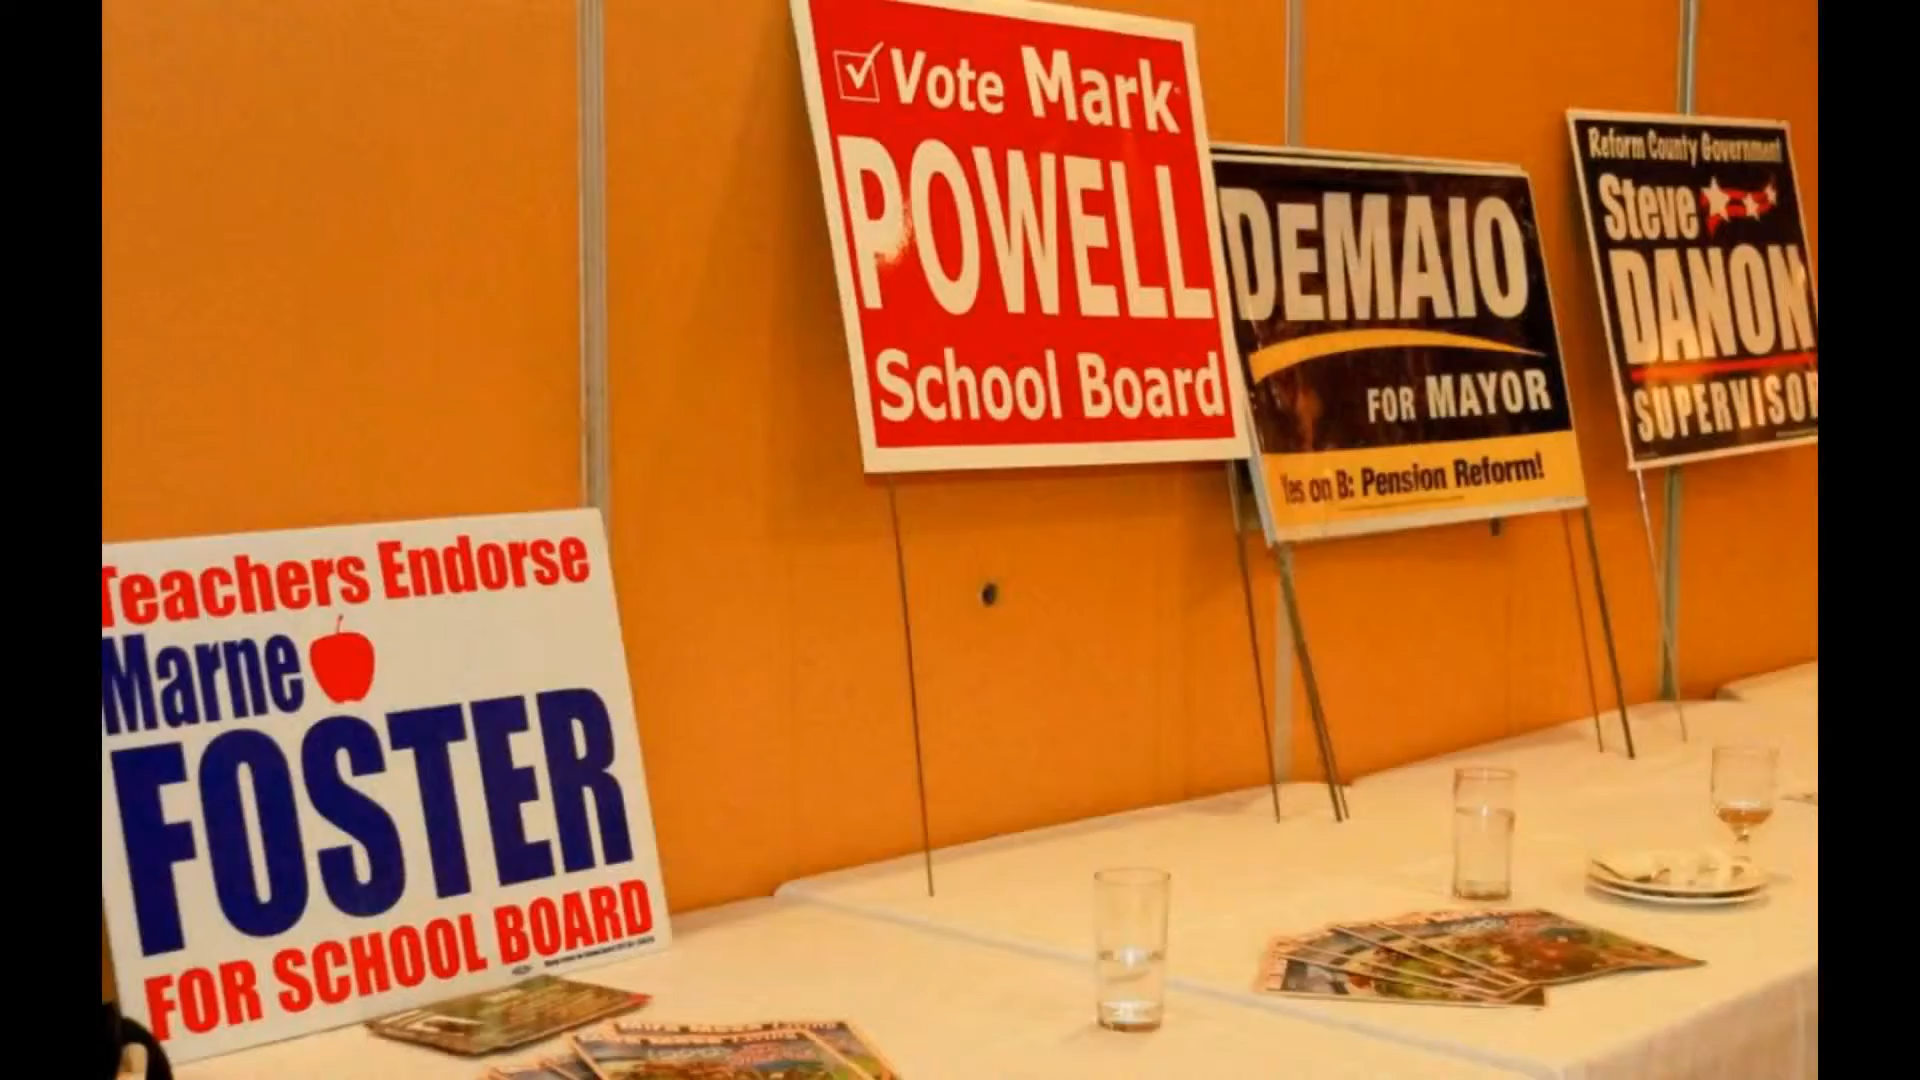 Vote Mark
POWELL
School Board
DEMAIO
FOR MAYOR
Yes on B: Pension Reform!
Reform County Government
Steve
DANON
SUPERVISOR
Teachers Endorse
Marne
FOSTER
FOR SCHOOL BOARD